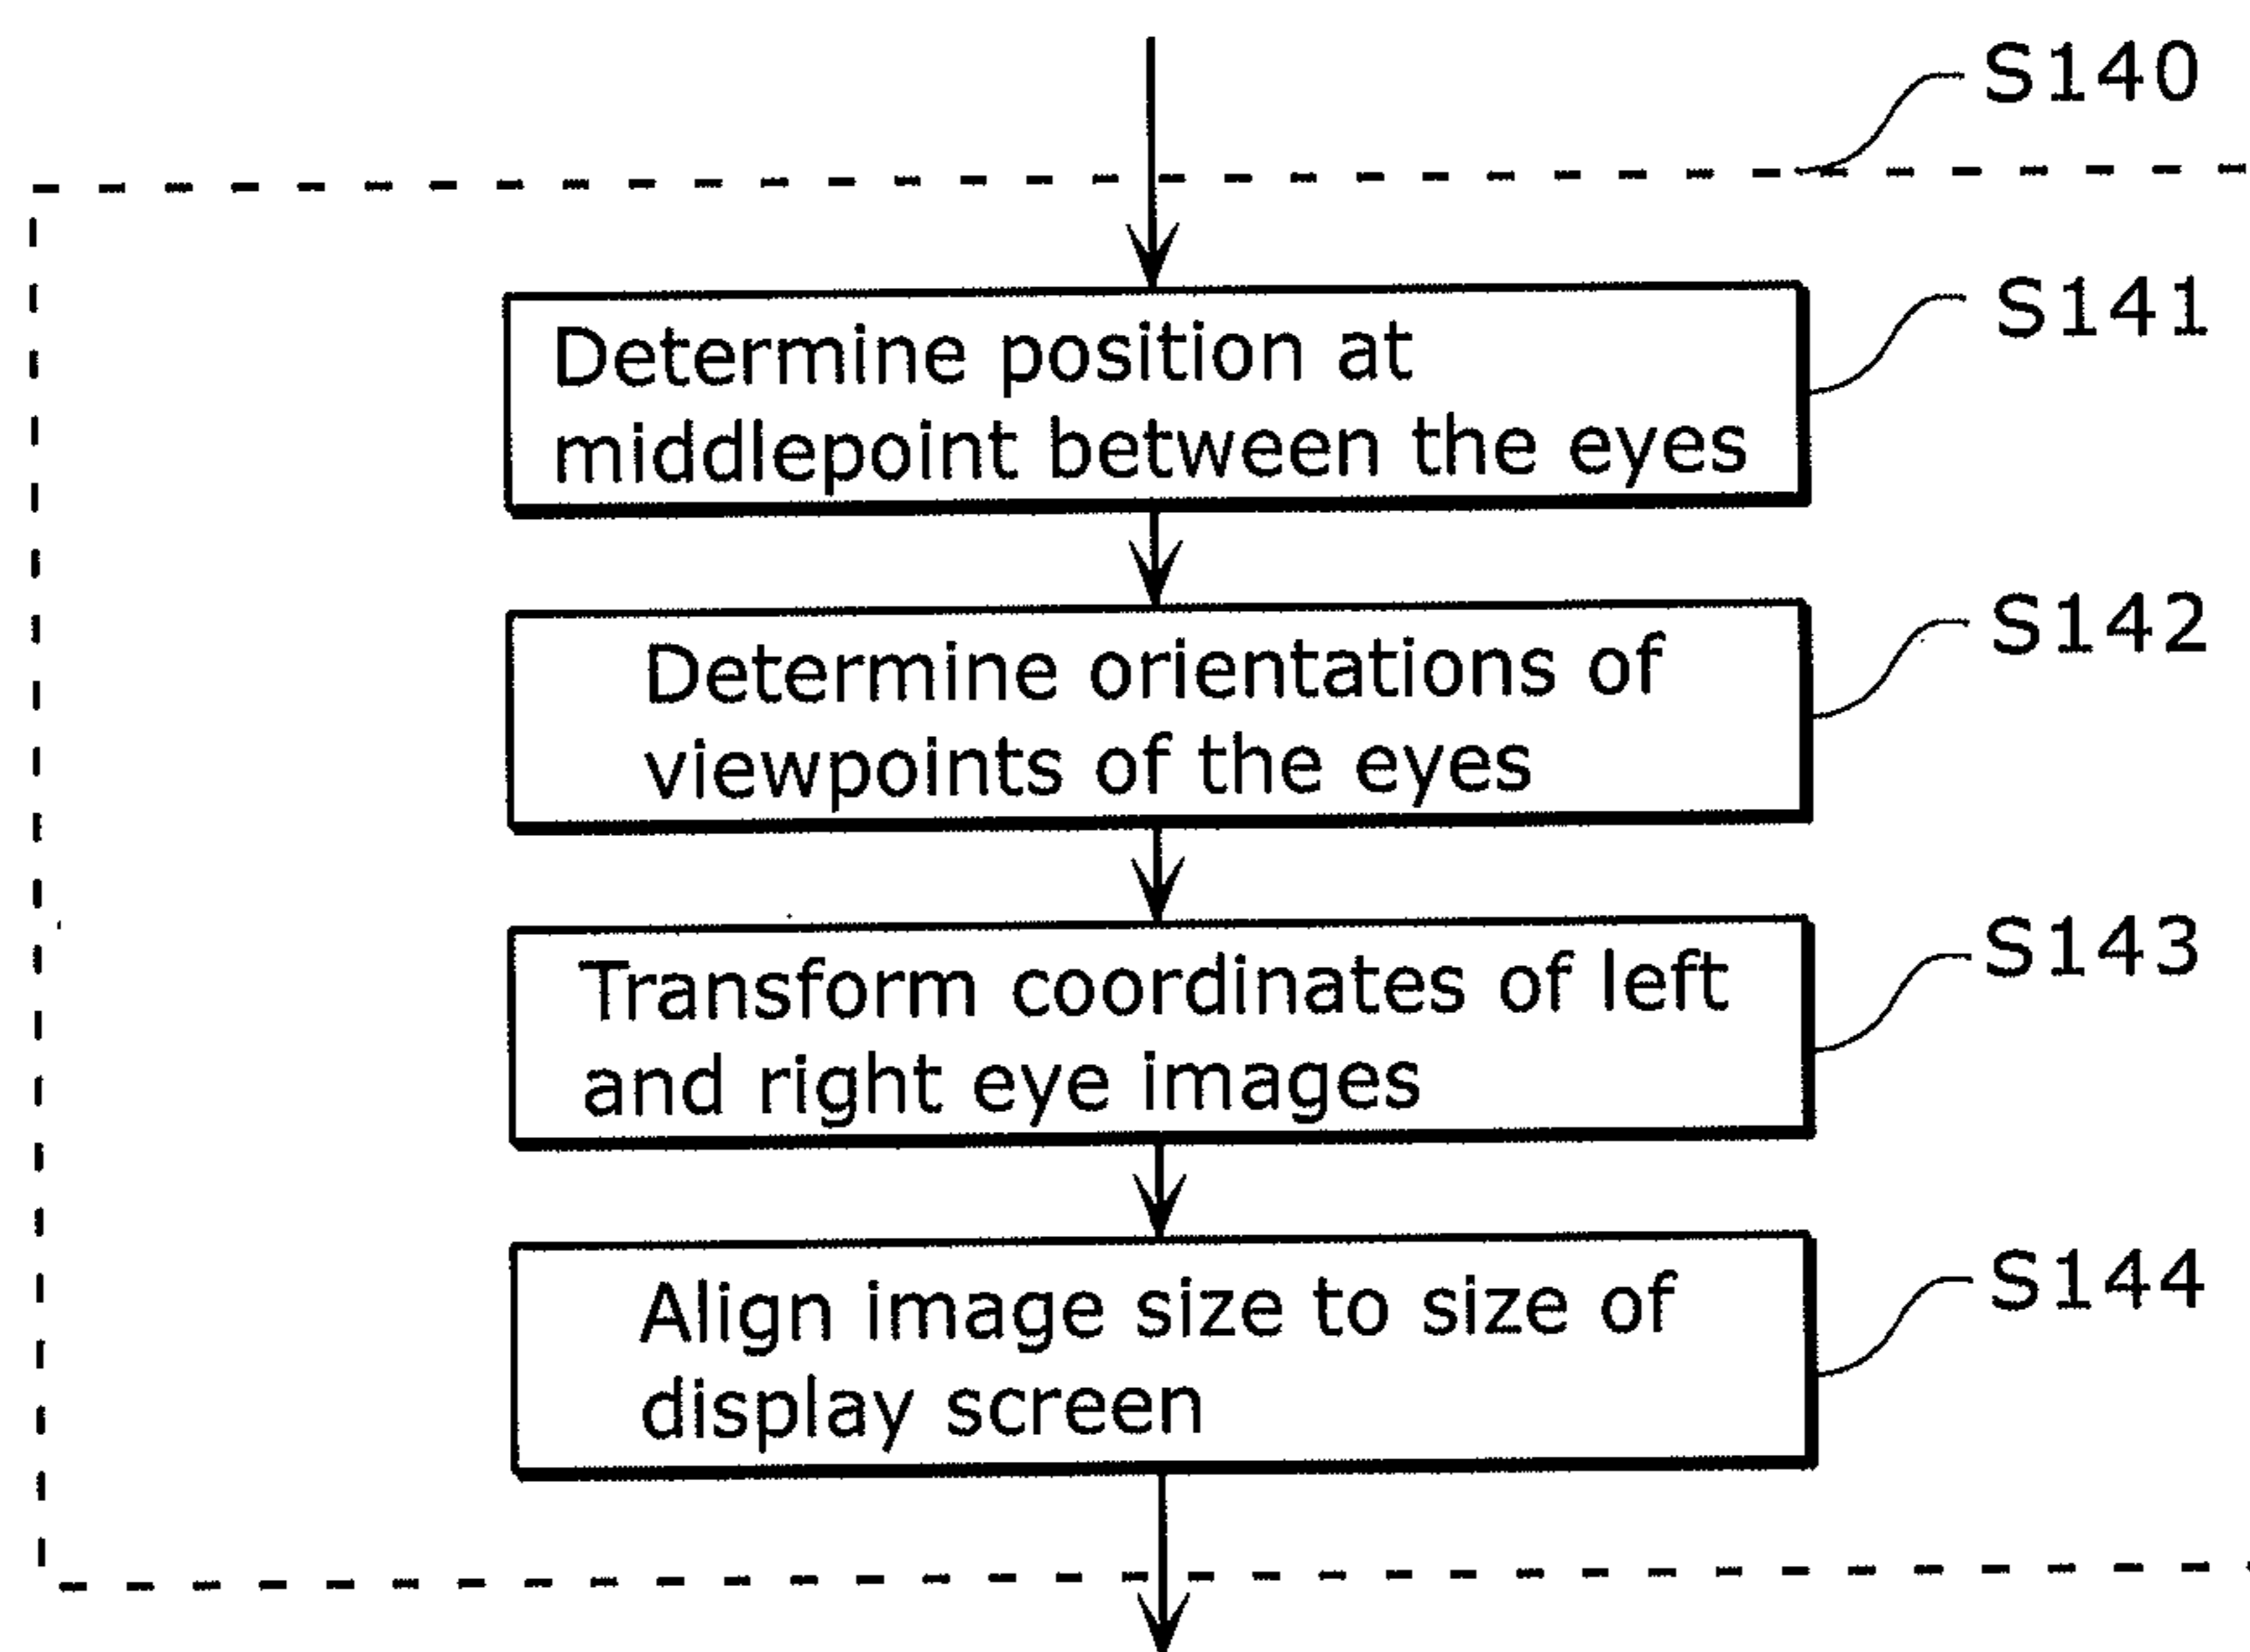 S140
Determine position at
middlepoint between the eyes
S141
Determine orientations of
viewpoints of the eyes
S142
Transform coordinates of left
and right eye images
S143
Align image size to size of
display screen
S144